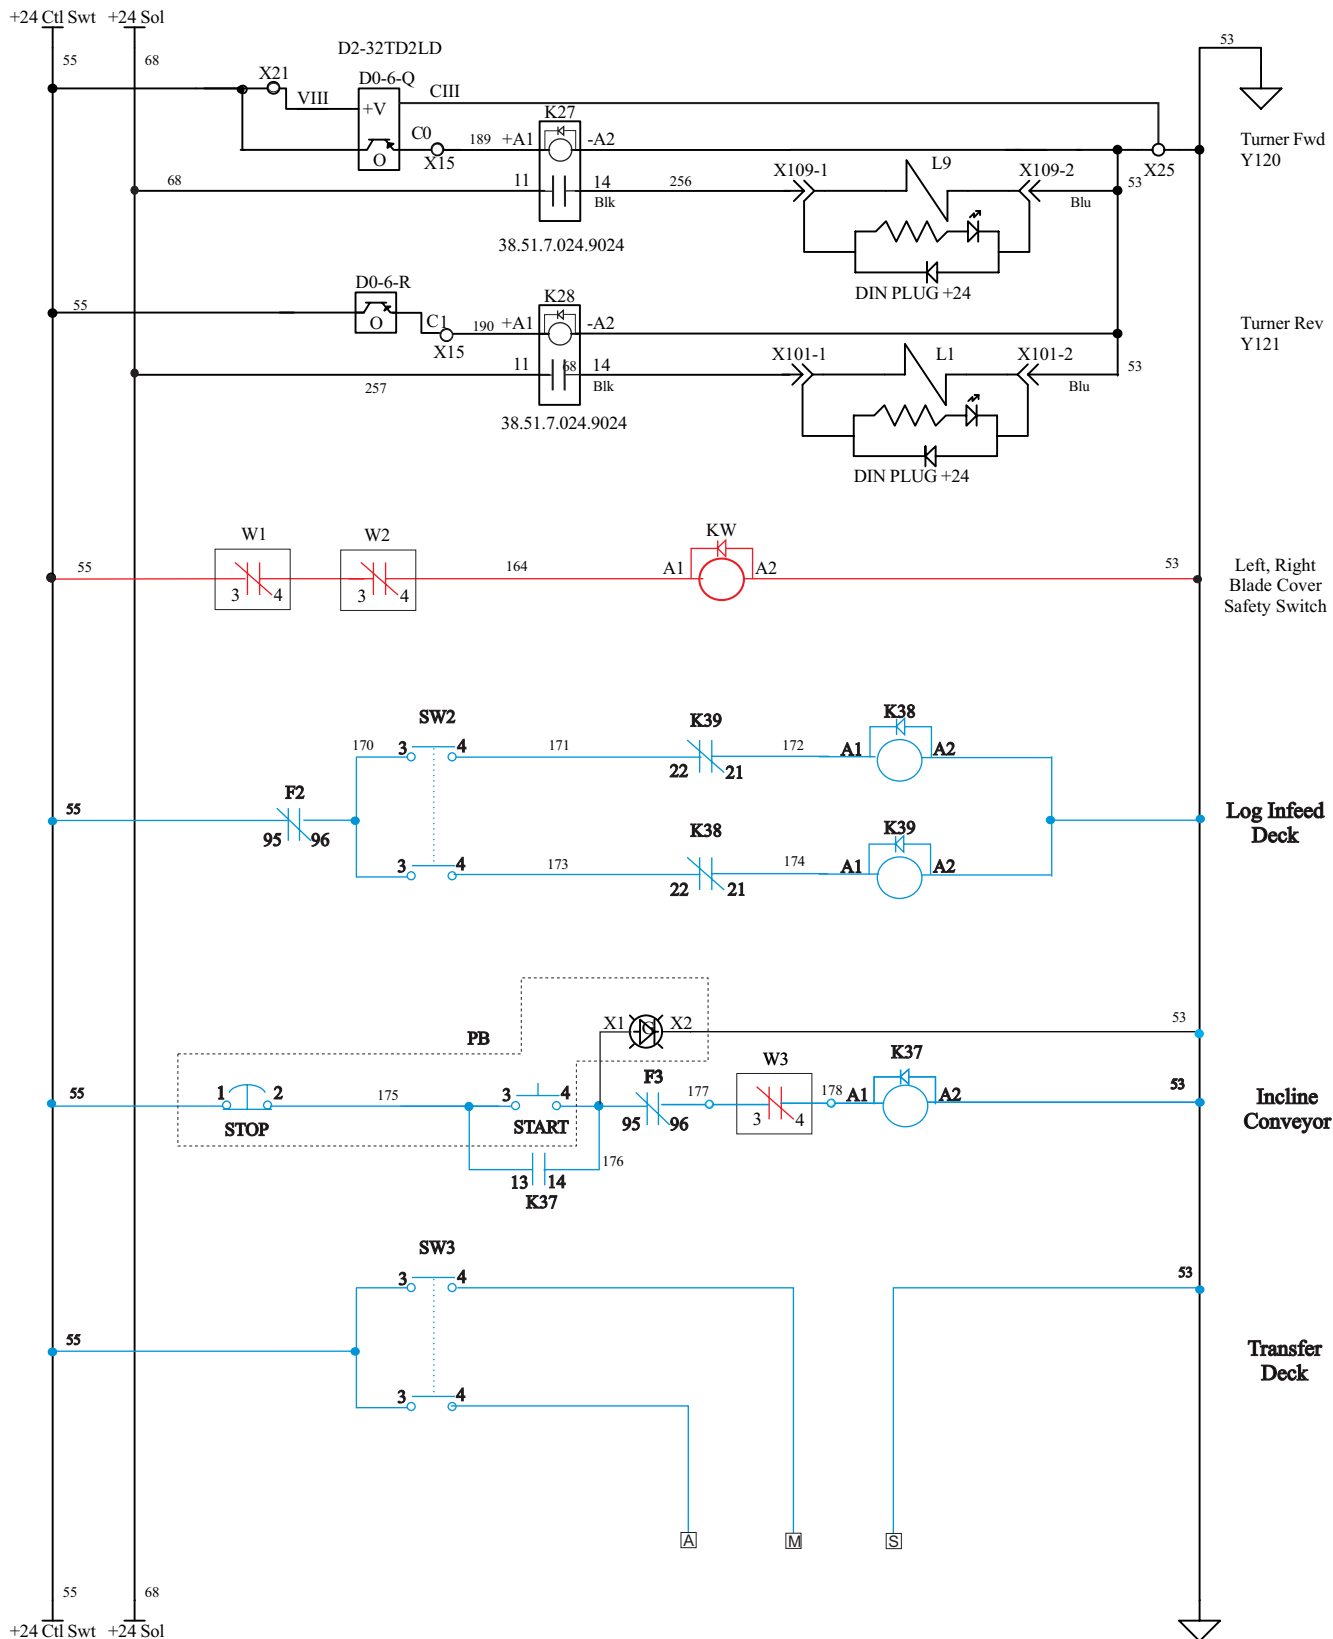 +24 Ctl Swt +24 Sol
55 68 53
D2-32TD2LD
X21 D0-6-Q
VIII +V CIII
K27
C0 189 +A1 -A2
O X15 X25
Turner Fwd
Y120
68 11 14 256 X109-1 L9 X109-2 53
Blk Blu
38.51.7.024.9024
DIN PLUG +24
D0-6-R
55 K28
O C1 190 +A1 -A2
X15
Turner Rev
Y121
257 11 68 14 X101-1 L1 X101-2 53
Blk Blu
38.51.7.024.9024
DIN PLUG +24
W1 W2 KW
55 164 A1 A2 53
3 4 3 4
Left, Right
Blade Cover
Safety Switch
SW2 K39 K38
170 3 4 171 172 A1 A2
22 21
F2
55
95 96
Log Infeed
Deck
K38 K39
3 4 173 174 A1 A2
22 21
X1 G X2 53
PB
F3 W3 K37
55 1 2 175 3 4 177 178 A1 A2 53
STOP START 95 96 3 4
Incline
Conveyor
176
13 14
K37
SW3
3 4 53
55
Transfer
Deck
3 4
A M S
55 68
+24 Ctl Swt +24 Sol